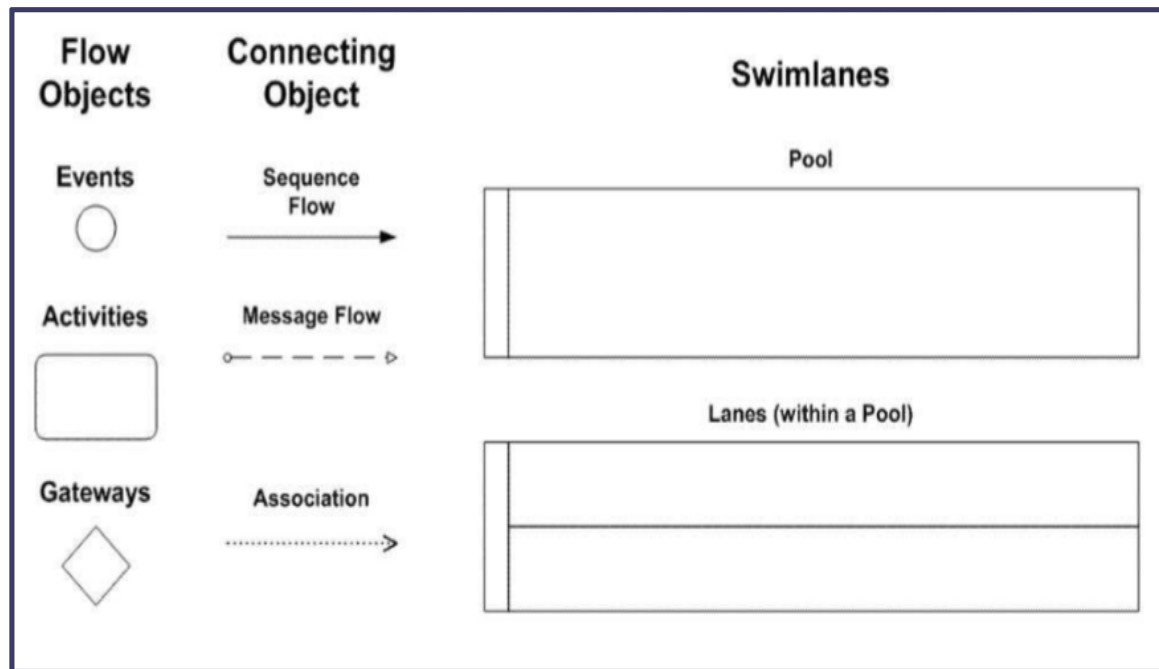 Flow
Objects
Events
Activities
Gateways
Connecting
Object
Sequence
Flow
Message Flow
Association
Swimlanes
Pool
Lanes (within a Pool)